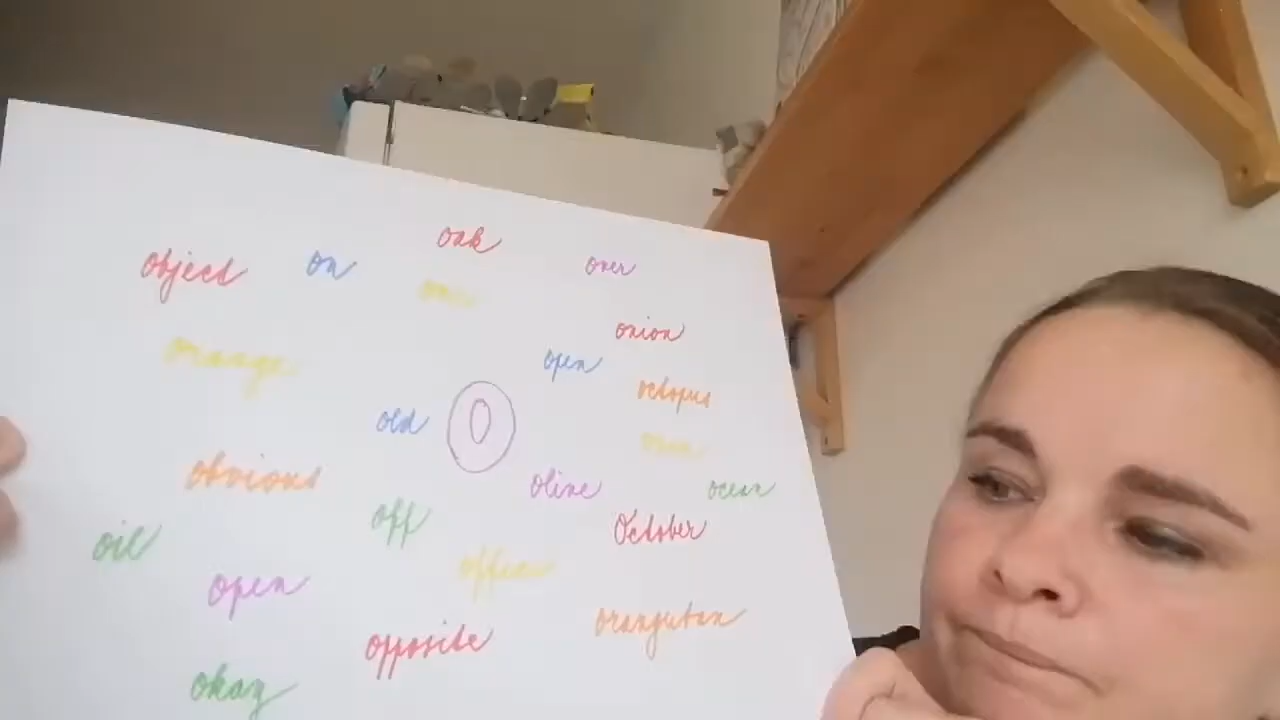 oak
object
on
over
onion
open
orange
octopus
old
O
obvious
olive
ocean
off
October
oil
office
open
orangutan
opposite
okay